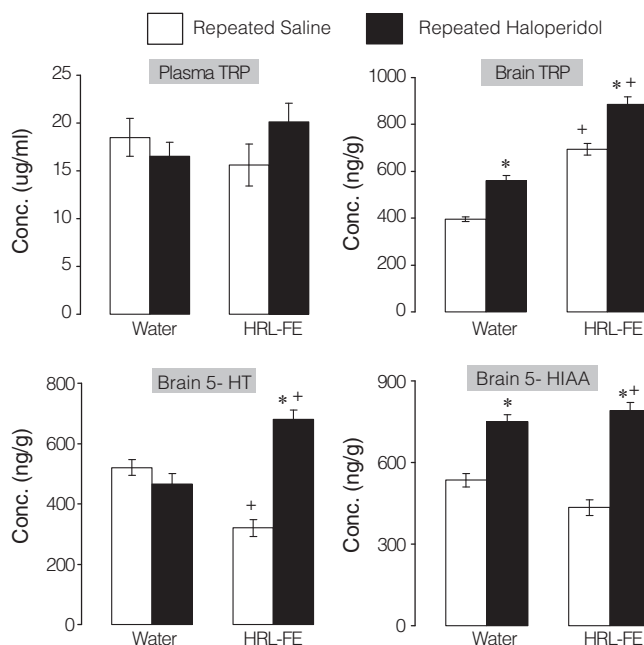 Repeated Saline Repeated Haloperidol
Plasma TRP
Conc. (ug/ml)
25
20
15
10
5
0
Water HRL-FE
+
Brain TRP
Conc. (ng/g)
1000
800
600
400
200
0
*
+
*+
Water HRL-FE
Brain 5- HT
Conc. (ng/g)
800
600
400
200
0
+
*+
Water HRL-FE
Brain 5- HIAA
Conc. (ng/g)
900
600
300
0
*
*+
Water HRL-FE